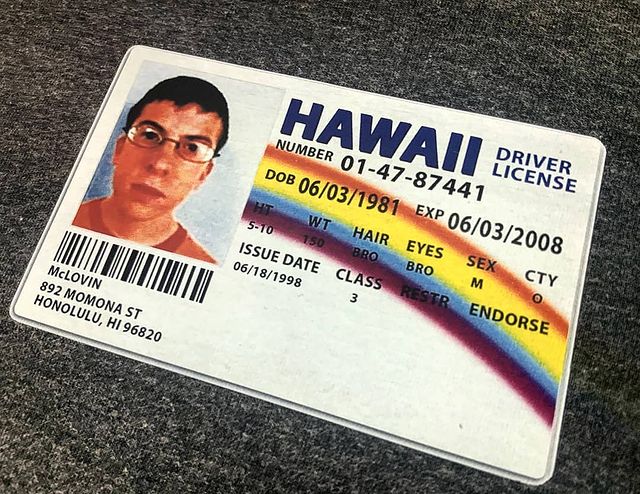 HAWAII DRIVER LICENSE
NUMBER 01-47-87441
DOB 06/03/1981 EXP 06/03/2008
HT WT HAIR EYES SEX CTY
5-10 150 BRO BRO M O
ISSUE DATE CLASS RESTR ENDORSE
06/18/1998 3
McLOVIN
892 MOMONA ST
HONOLULU, HI 96820